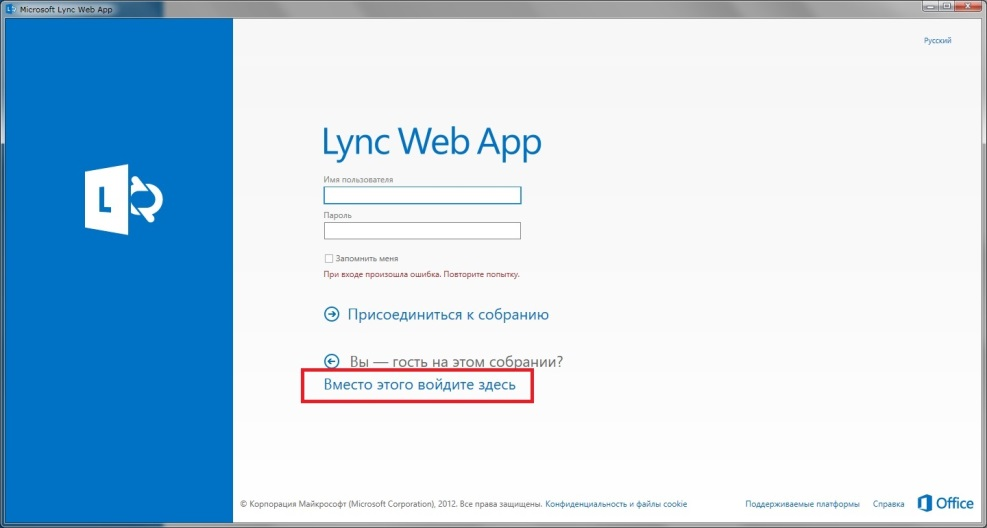 Microsoft Lync Web App
Русский
L
Lync Web App
Имя пользователя
Пароль
Запомнить меня
При входе произошла ошибка. Повторите попытку.
Присоединиться к собранию
Вы — гость на этом собрании?
Вместо этого войдите здесь
© Корпорация Майкрософт (Microsoft Corporation), 2012. Все права защищены. Конфиденциальность и файлы cookie Поддерживаемые платформы Справка Office